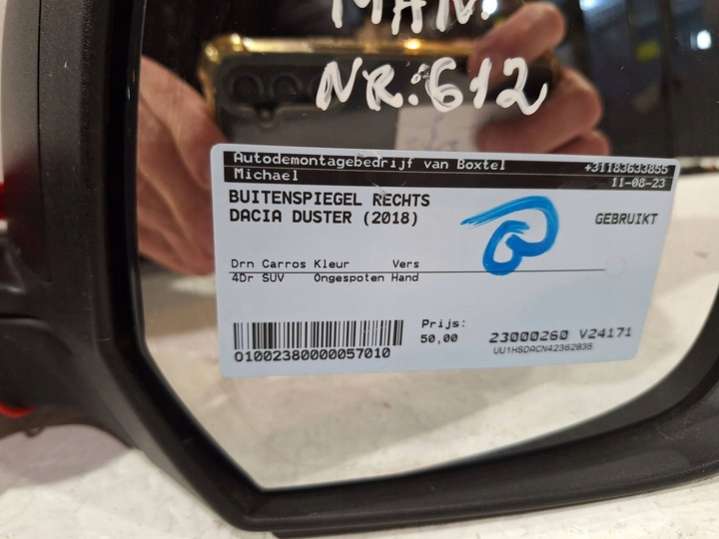 NR:612
Autodemontagebedrijf van Boxtel +31183633855
Michael 11-08-23
BUITENSPIEGEL RECHTS
DACIA DUSTER (2018) GEBRUIKT
Drn Carros Kleur Vers
4Dr SUV Ongespoten Hand
Prijs:
50,00
23000260 V24171
UU1HSDACN42362835
01002380000057010